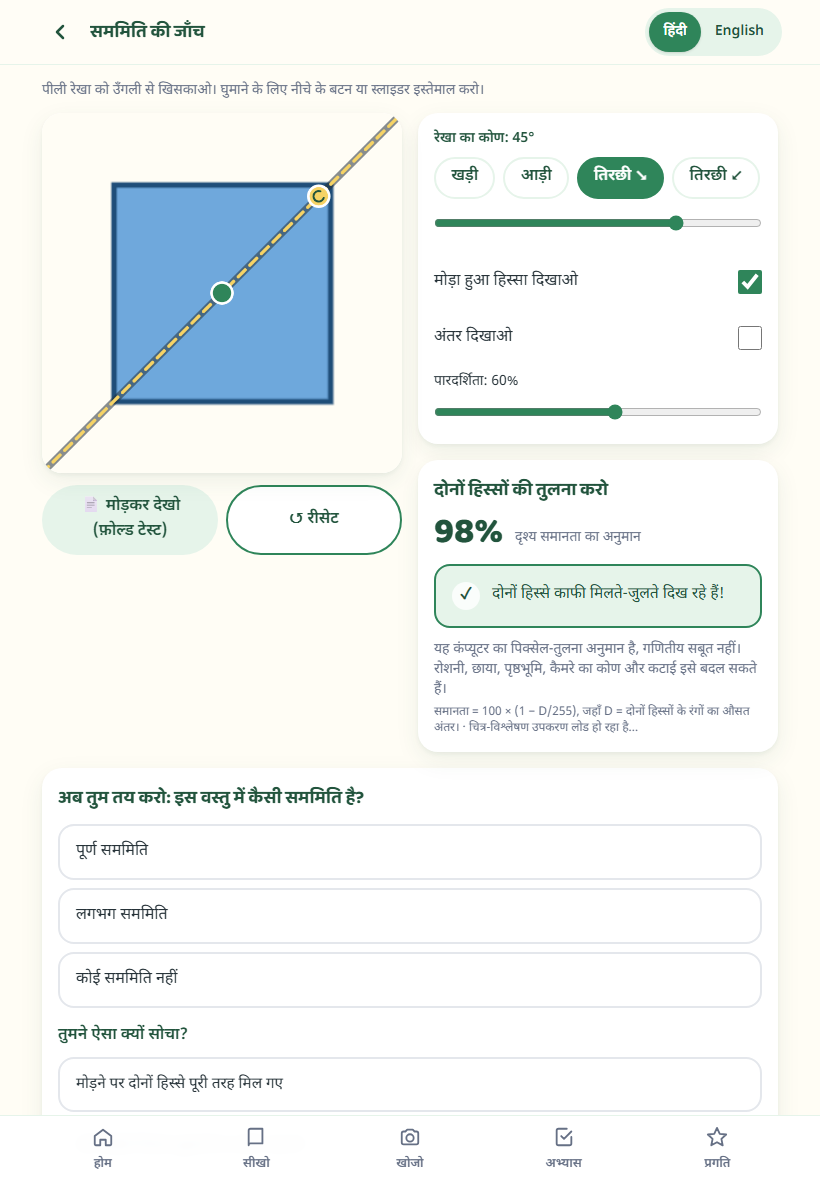 सममिति की जाँच
हिंदी
English
पीली रेखा को उँगली से खिसकाओ। घुमाने के लिए नीचे के बटन या स्लाइडर इस्तेमाल करो।
रेखा का कोण: 45°
खड़ी
आड़ी
तिरछी ↘
तिरछी ↙
मोड़ा हुआ हिस्सा दिखाओ
अंतर दिखाओ
पारदर्शिता: 60%
मोड़कर देखो
(फ़ोल्ड टेस्ट)
↺ रीसेट
दोनों हिस्सों की तुलना करो
98% दृश्य समानता का अनुमान
✓ दोनों हिस्से काफी मिलते-जुलते दिख रहे हैं!
यह कंप्यूटर का पिक्सेल-तुलना अनुमान है, गणितीय सबूत नहीं।
रोशनी, छाया, पृष्ठभूमि, कैमरे का कोण और कटाई इसे बदल सकते
हैं।
समानता = 100 × (1 − D/255), जहाँ D = दोनों हिस्सों के रंगों का औसत
अंतर। · चित्र-विश्लेषण उपकरण लोड हो रहा है...
अब तुम तय करो: इस वस्तु में कैसी सममिति है?
पूर्ण सममिति
लगभग सममिति
कोई सममिति नहीं
तुमने ऐसा क्यों सोचा?
मोड़ने पर दोनों हिस्से पूरी तरह मिल गए
होम
सीखो
खोजो
अभ्यास
प्रगति